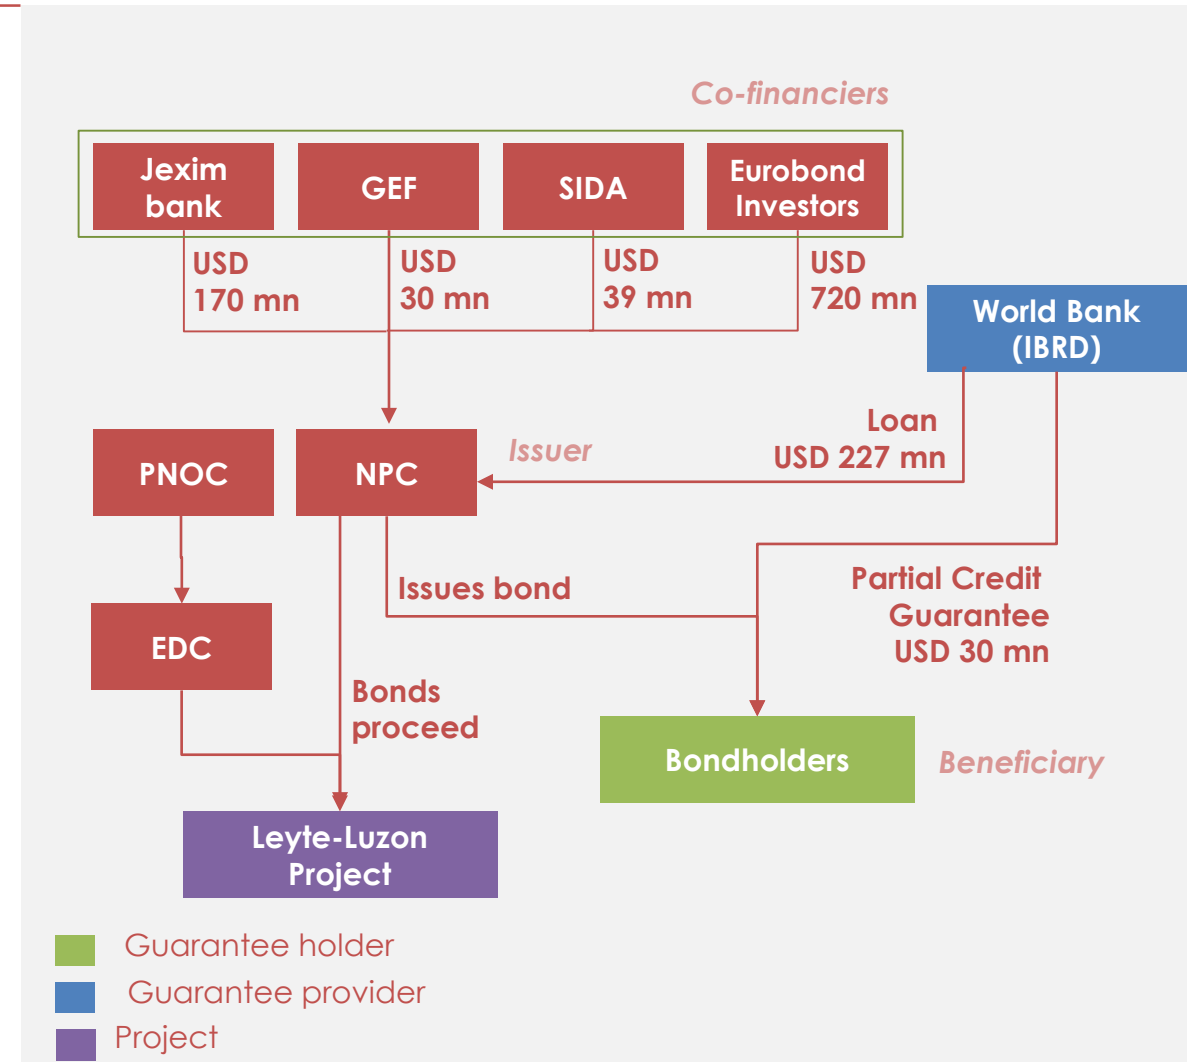 Co-financiers
Jexim
bank
GEF
SIDA
Eurobond
Investors
USD
170 mn
USD
30 mn
USD
39 mn
USD
720 mn
World Bank
(IBRD)
Loan
USD 227 mn
PNOC
NPC
Issuer
Issues bond
Partial Credit
Guarantee
USD 30 mn
EDC
Bonds
proceed
Bondholders
Beneficiary
Leyte-Luzon
Project
Guarantee holder
Guarantee provider
Project